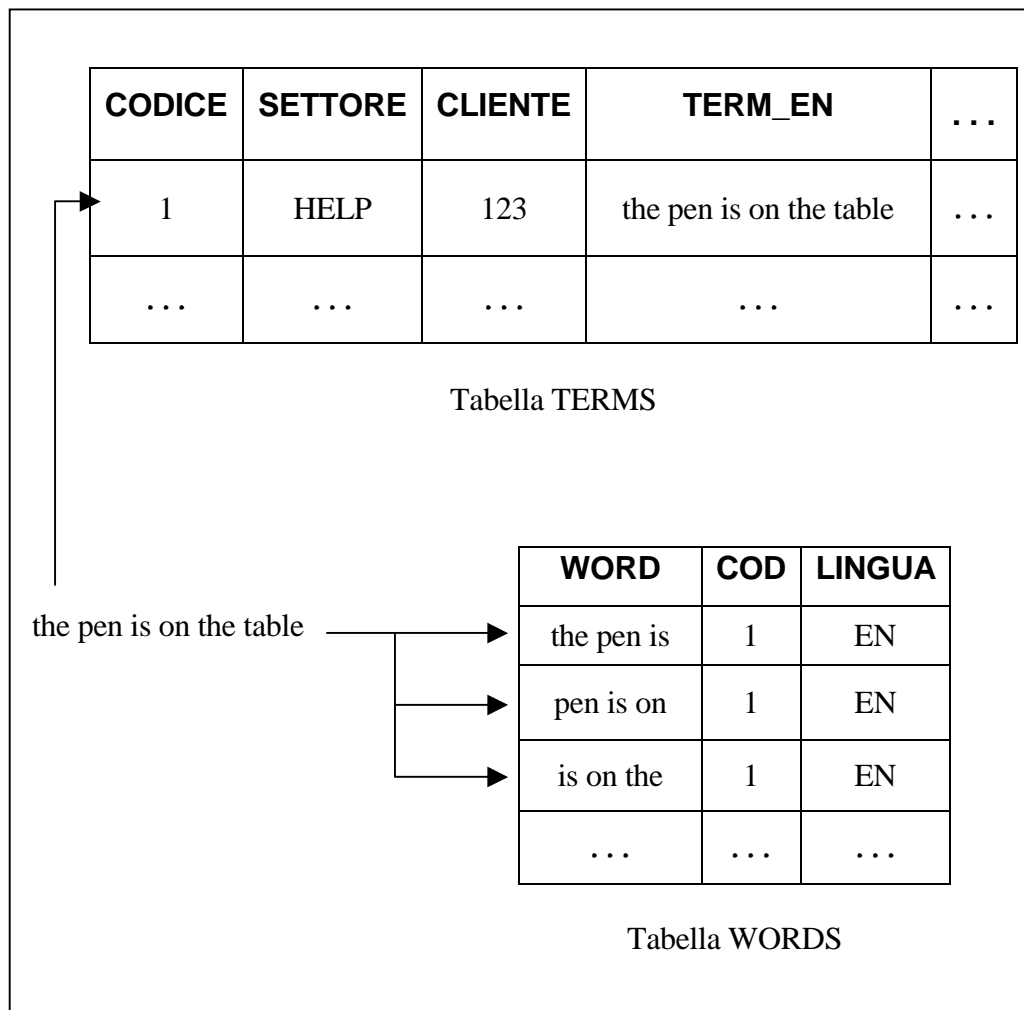 CODICE SETTORE CLIENTE TERM_EN ...
1 HELP 123 the pen is on the table ...
... ... ... ... ...
Tabella TERMS
WORD COD LINGUA
the pen is on the table
the pen is 1 EN
pen is on 1 EN
is on the 1 EN
... ... ...
Tabella WORDS